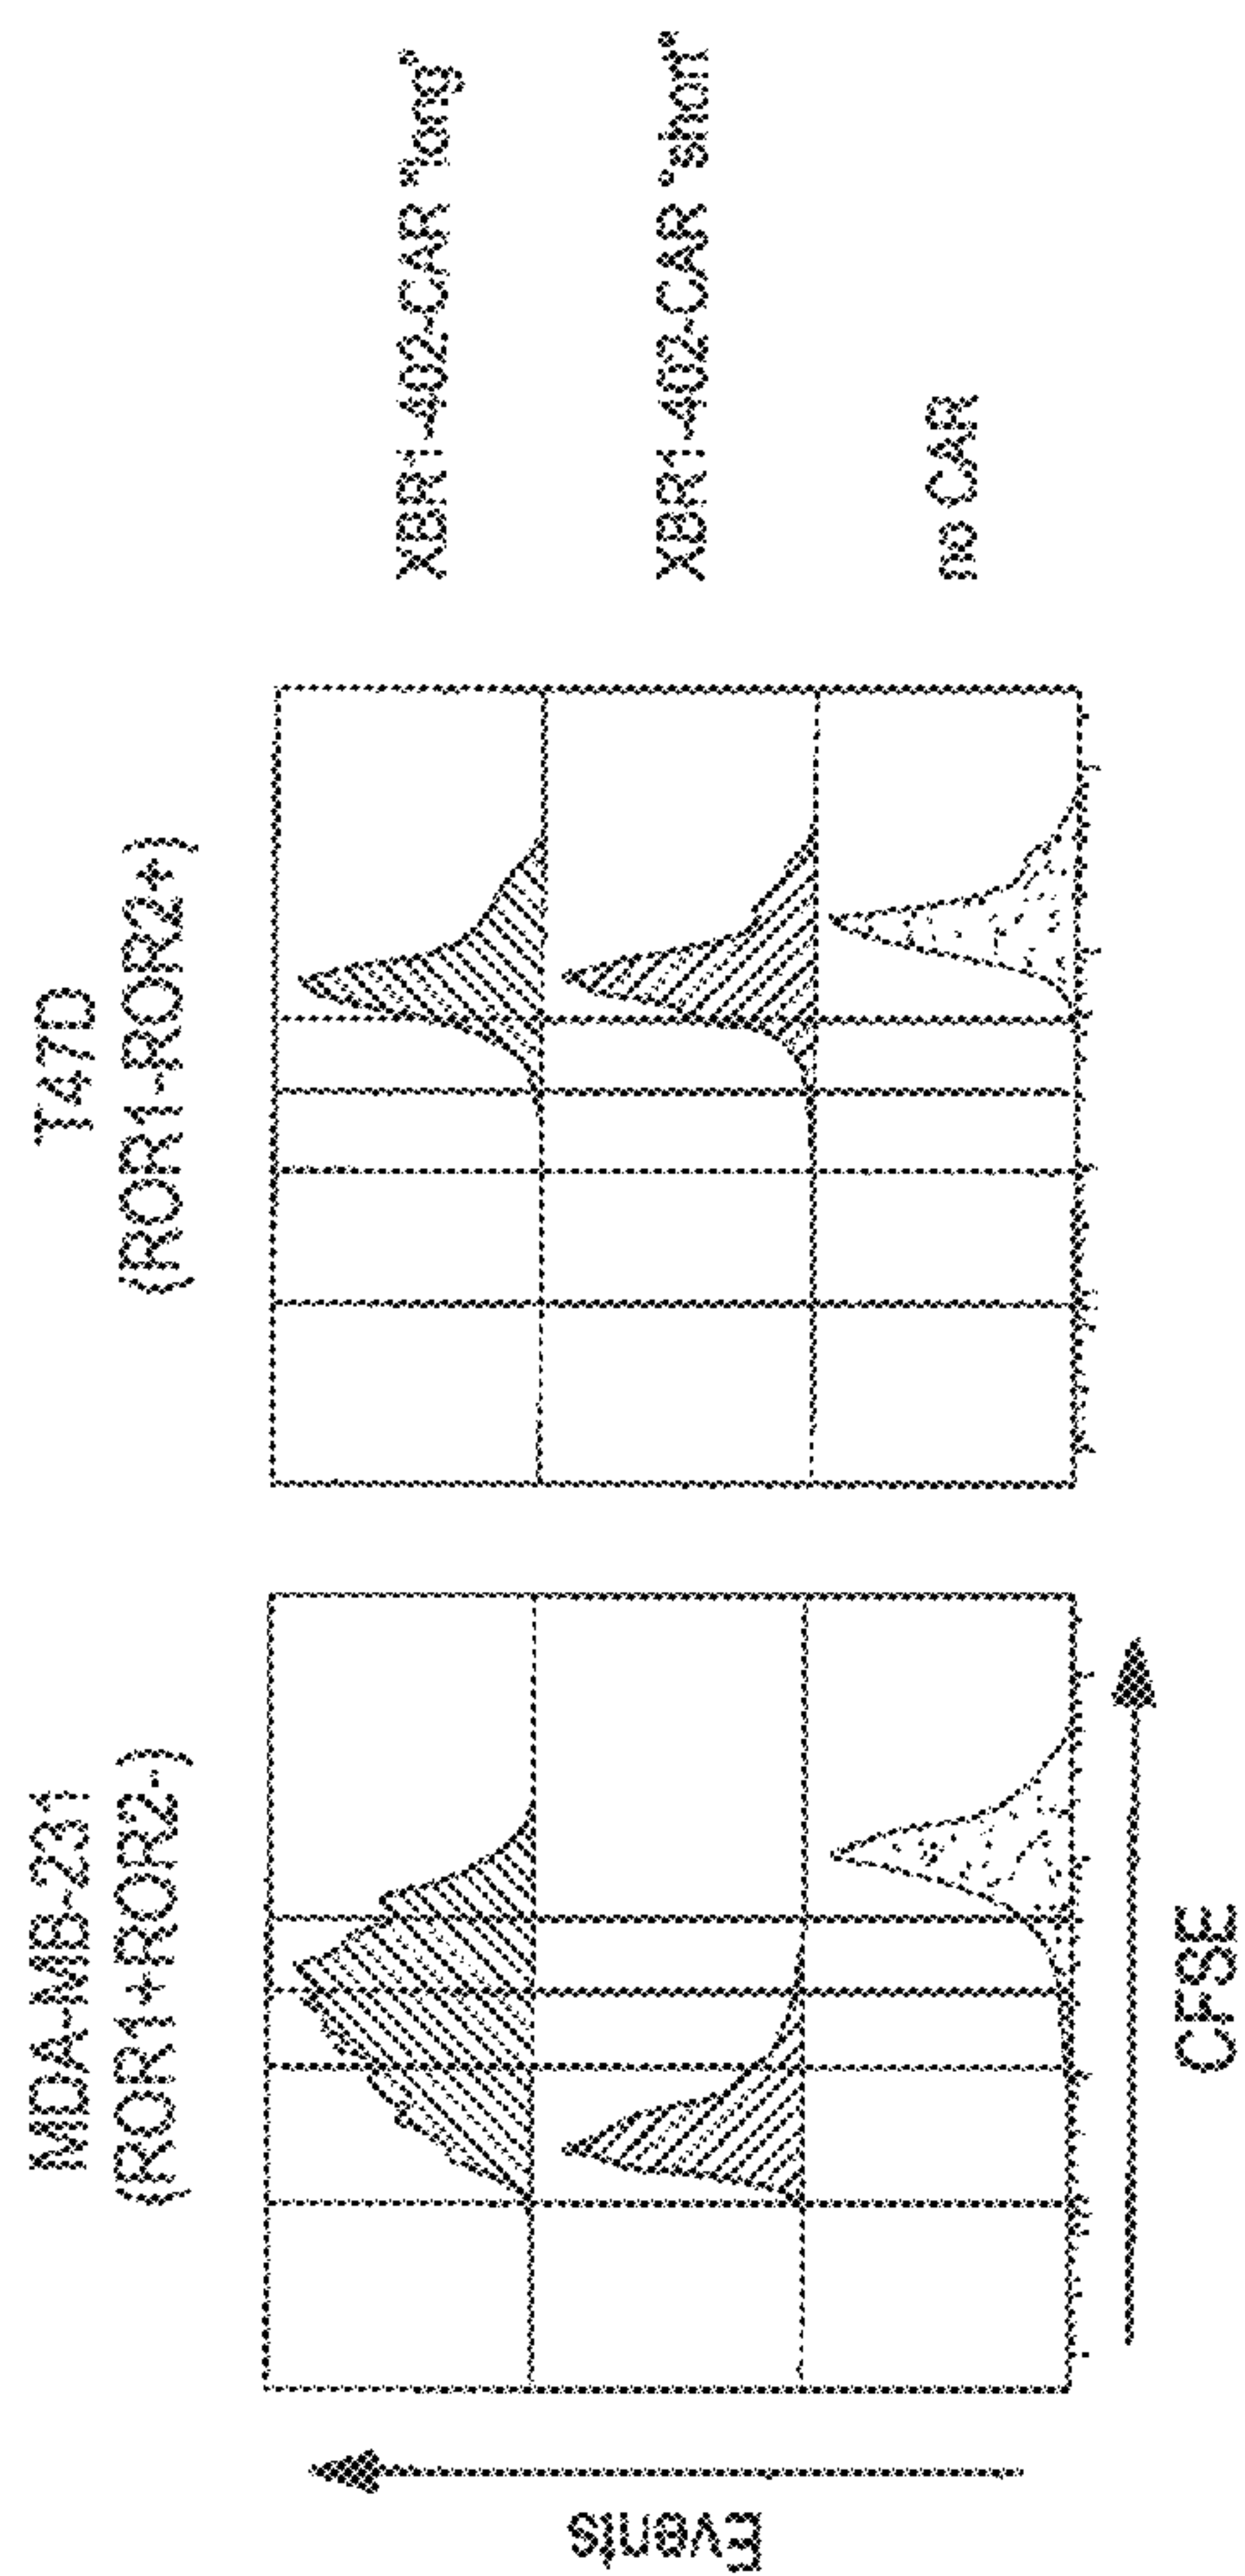 MDA-MB-231
(ROR1+ROR2-)
T47D
(ROR1-ROR2+)
XBR1-402-CAR "long"
XBR1-402-CAR "short"
no CAR
Events
CFSE